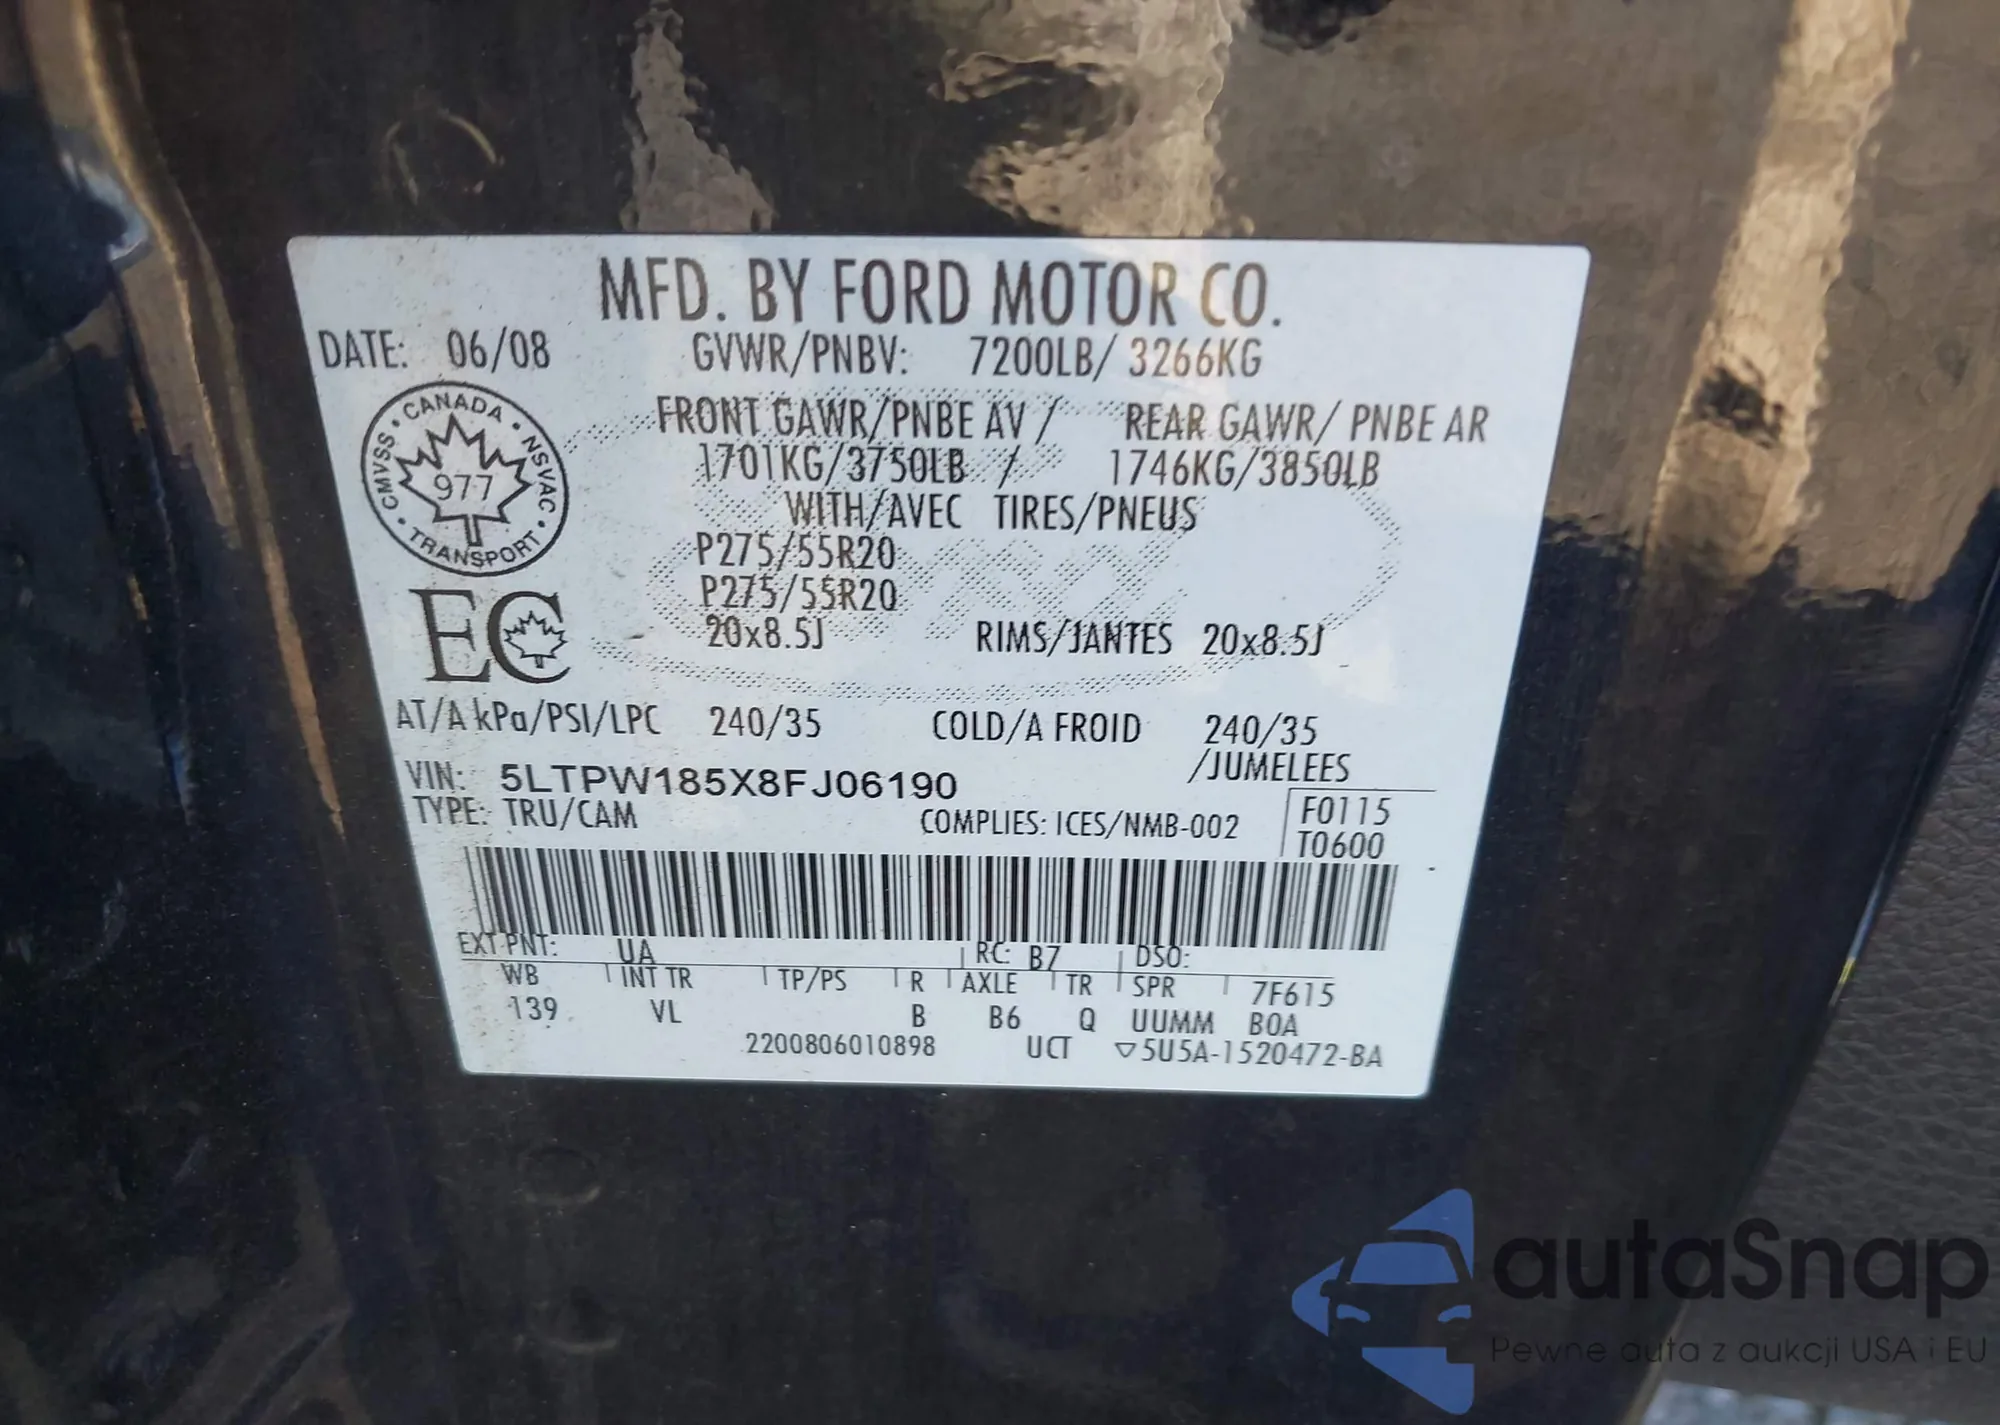 MFD. BY FORD MOTOR CO.
DATE: 06/08 GVWR/PNBV: 7200LB/ 3266KG
FRONT GAWR/PNBE AV / REAR GAWR/ PNBE AR
1701KG/3750LB / 1746KG/3850LB
WITH/AVEC TIRES/PNEUS
P275/55R20
P275/55R20
20x8.5J RIMS/JANTES 20x8.5J
CMVSS • CANADA • NSVAC • TRANSPORT •
977
EC
AT/A kPa/PSI/LPC 240/35 COLD/A FROID 240/35
/JUMELEES
VIN: 5LTPW185X8FJ06190
TYPE: TRU/CAM COMPLIES: ICES/NMB-002
F0115
T0600
EXT PNT: UA RC: B7 DSO:
WB INT TR TP/PS R AXLE TR SPR 7F615
139 VL B B6 Q UUMM B0A
2200806010898 UCT ▽5U5A-1520472-BA
autaSnap
Pewne auta z aukcji USA i EU